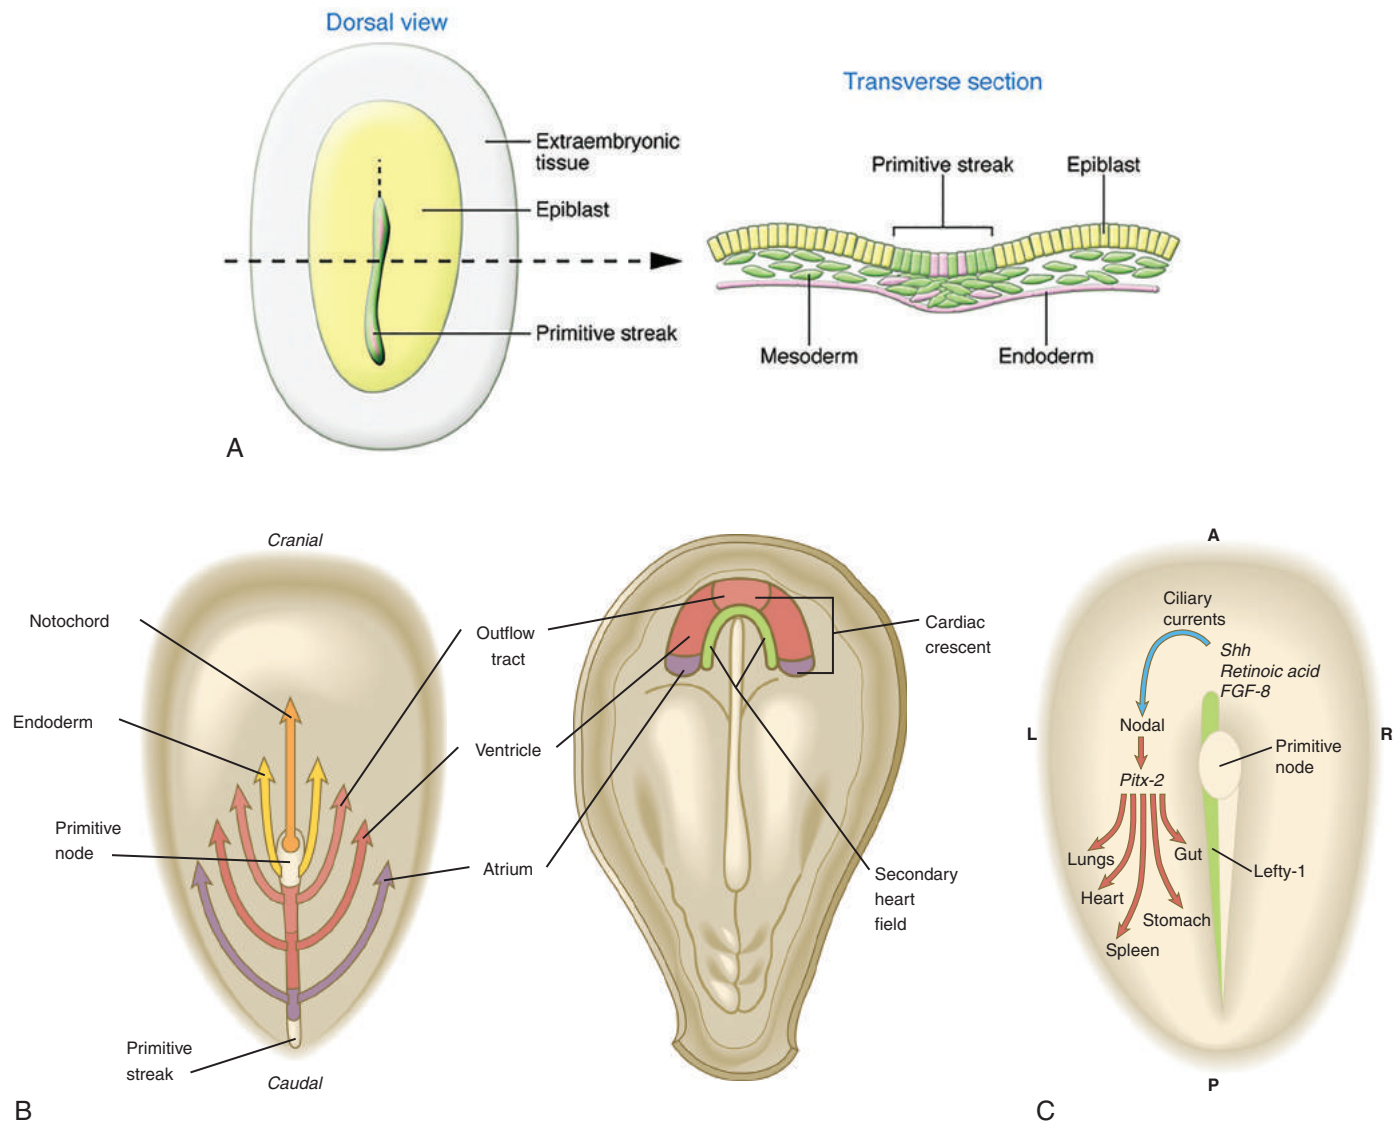 Dorsal view
Extraembryonic
tissue
Epiblast
Primitive streak
A
Transverse section
Primitive streak
Epiblast
Mesoderm
Endoderm
Cranial
Notochord
Endoderm
Primitive
node
Primitive
streak
Caudal
B
Outflow
tract
Ventricle
Atrium
Cardiac
crescent
Secondary
heart
field
A
Ciliary
currents
Shh
Retinoic acid
FGF-8
L
Nodal
R
Primitive
node
Pitx-2
Lungs
Gut
Lefty-1
Heart
Stomach
Spleen
P
C